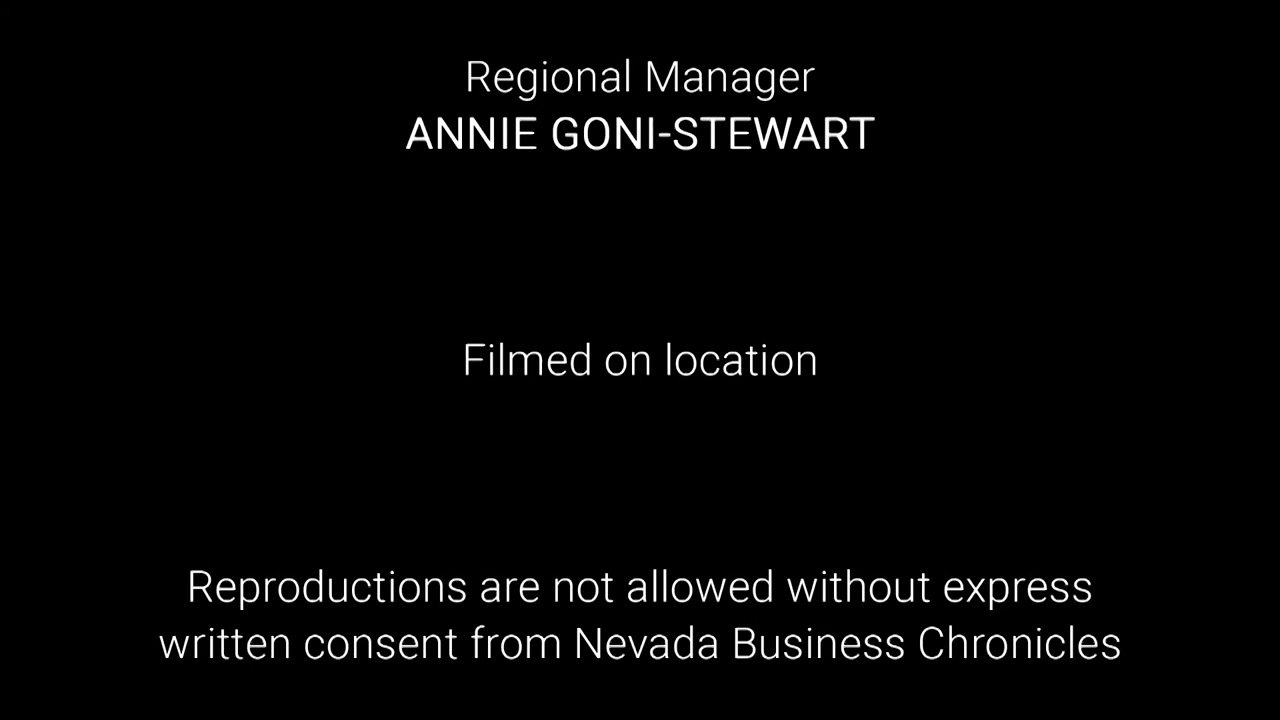 Regional Manager
ANNIE GONI-STEWART
Filmed on location
Reproductions are not allowed without express
written consent from Nevada Business Chronicles